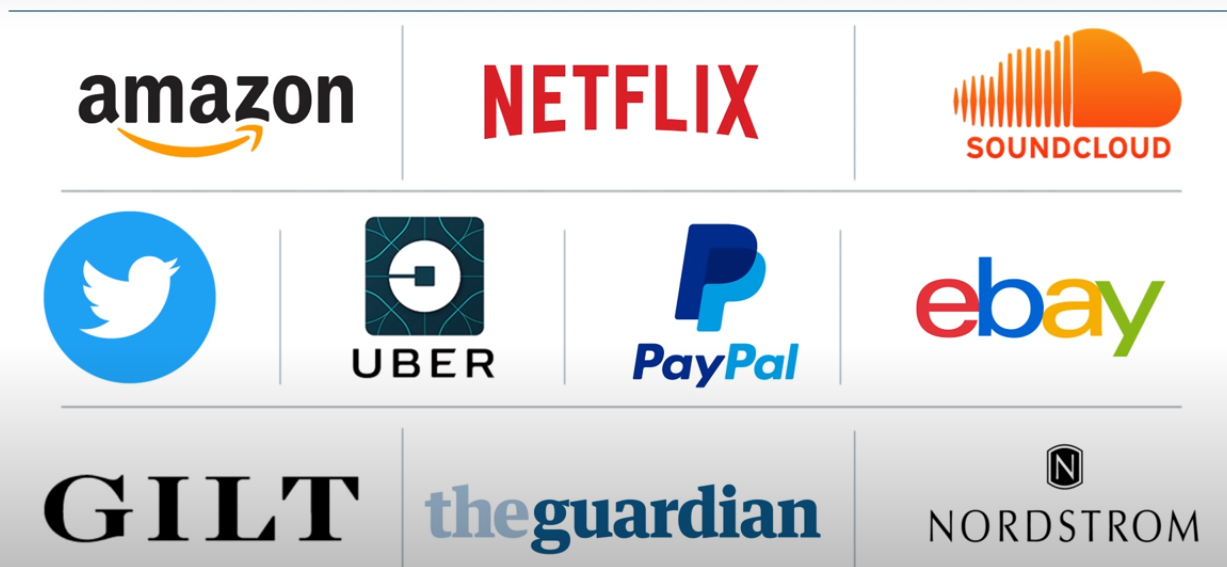 amazon
NETFLIX
SOUNDCLOUD
UBER
PayPal
ebay
GILT
theguardian
N
NORDSTROM